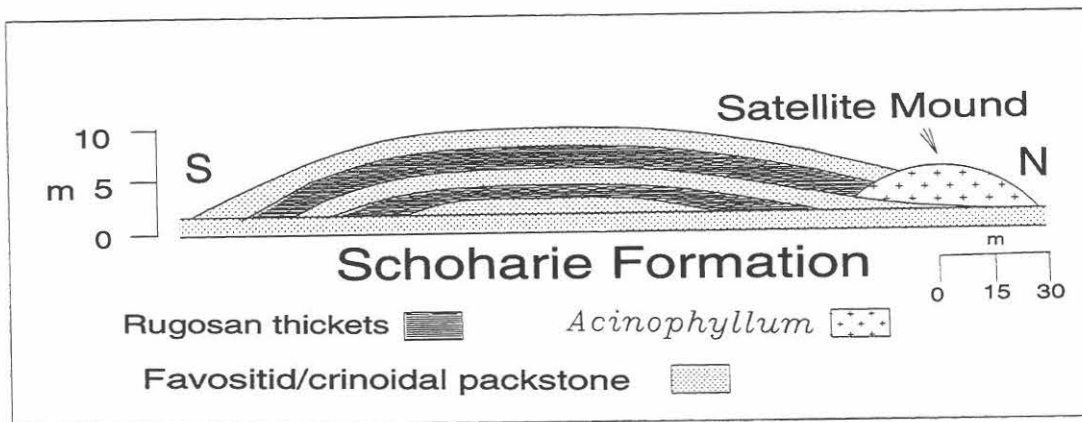 Satellite Mound
10
S
N
m 5
0
Schoharie Formation
m
0 15 30
Rugosan thickets
Acinophyllum
Favositid/crinoidal packstone